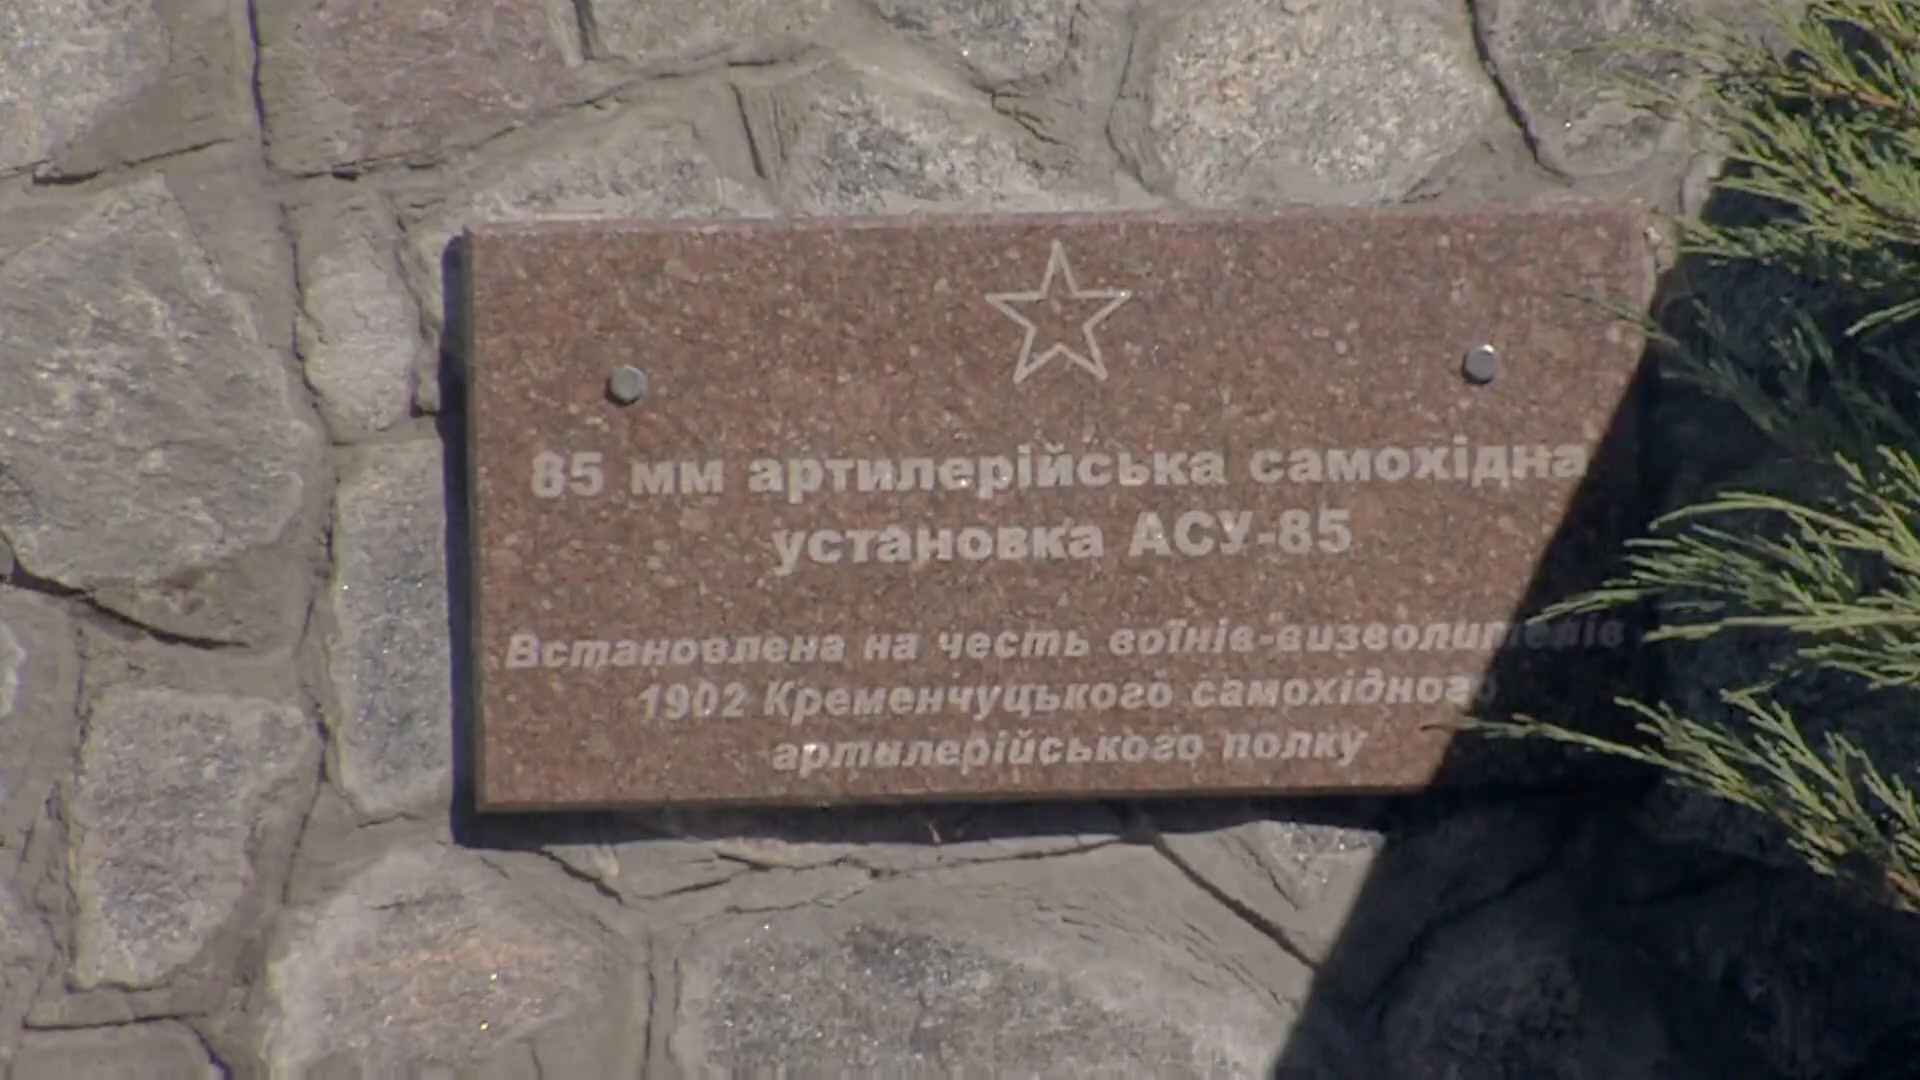 85 мм артилерійська самохідна
установка АСУ-85
Встановлена на честь воїнів-визволителів
1902 Кременчуцького самохідного
артилерійського полку